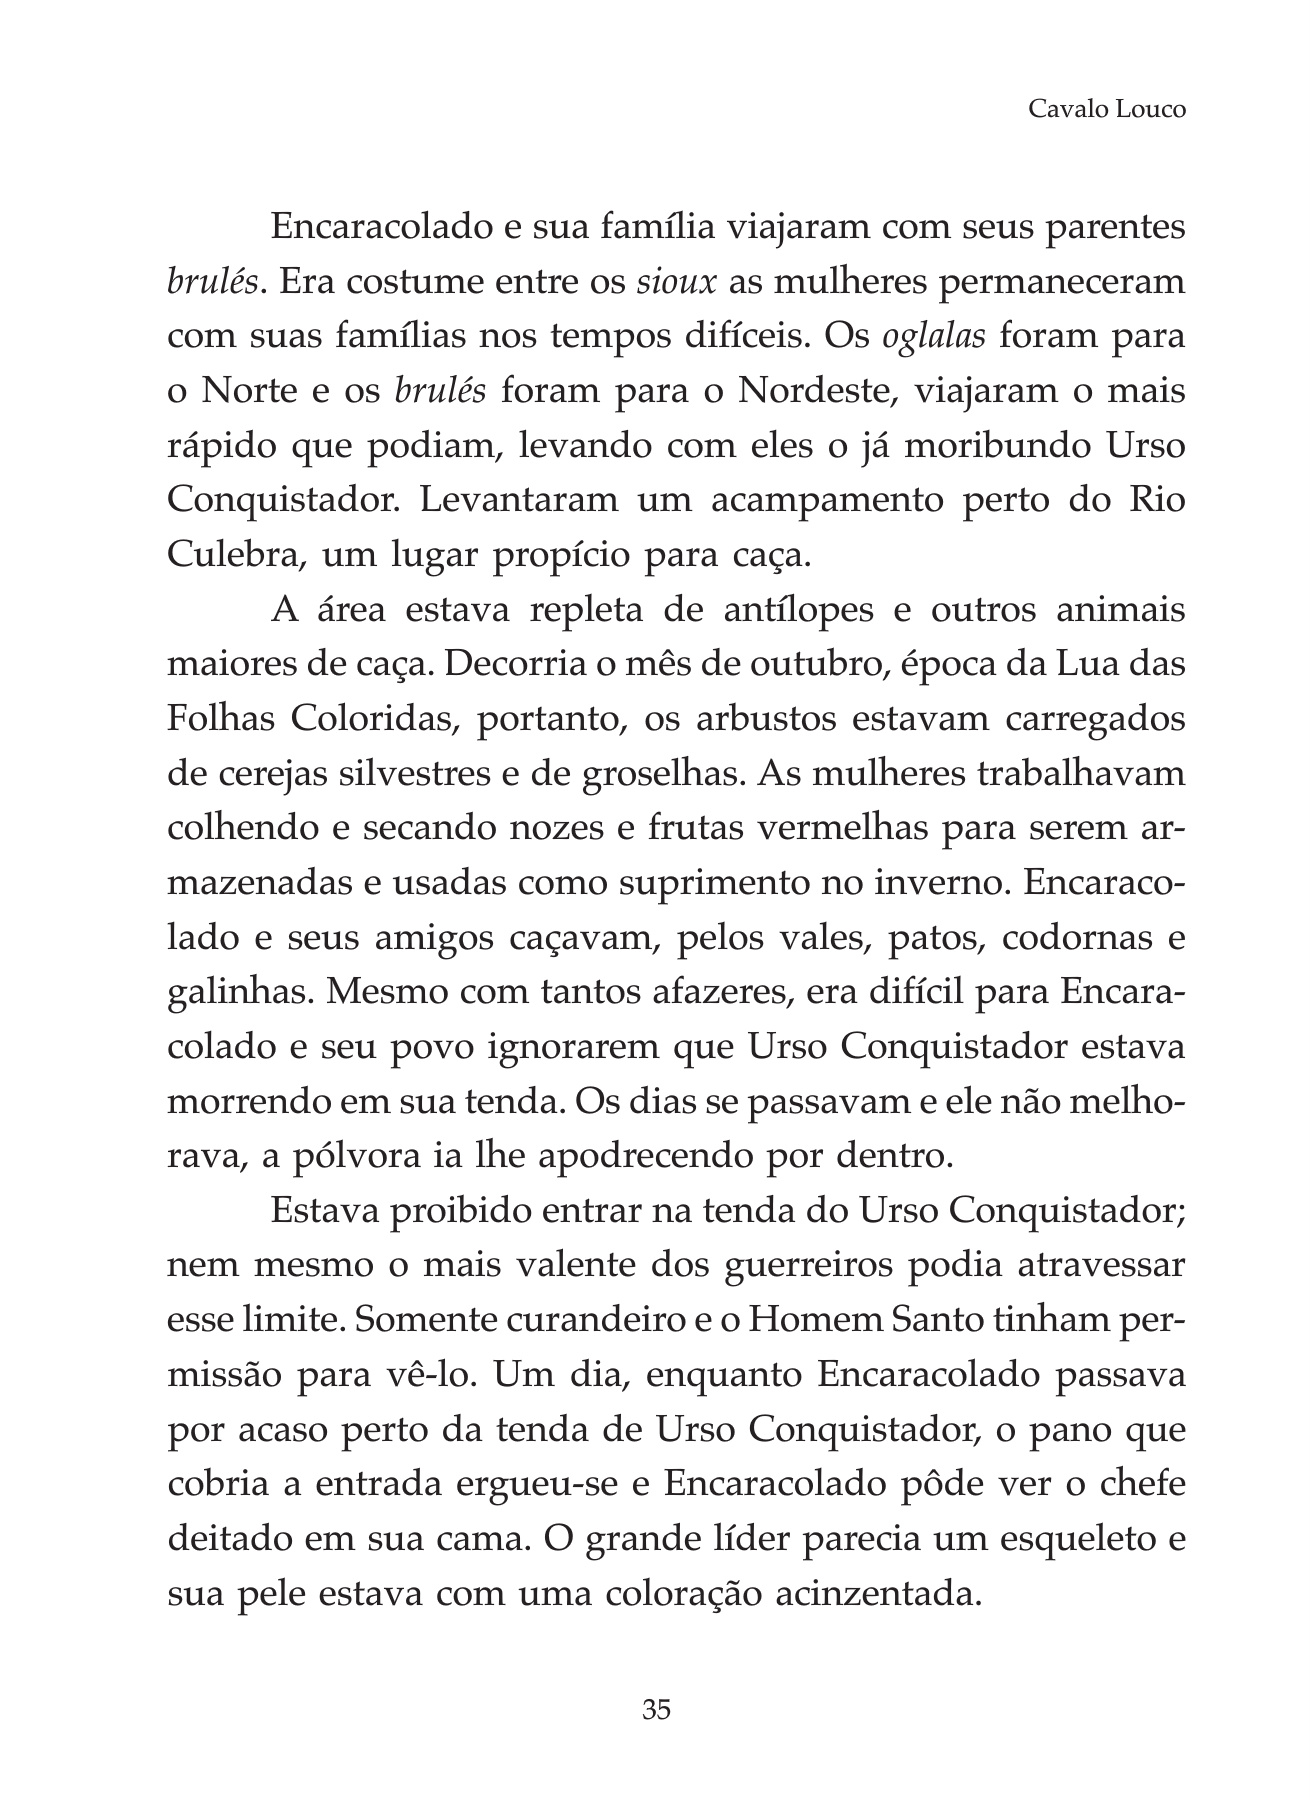 Cavalo Louco
Encaracolado e sua família viajaram com seus parentes
brulés. Era costume entre os sioux as mulheres permaneceram
com suas famílias nos tempos difíceis. Os oglalas foram para
o Norte e os brulés foram para o Nordeste, viajaram o mais
rápido que podiam, levando com eles o já moribundo Urso
Conquistador. Levantaram um acampamento perto do Rio
Culebra, um lugar propício para caça.
A área estava repleta de antílopes e outros animais
maiores de caça. Decorria o mês de outubro, época da Lua das
Folhas Coloridas, portanto, os arbustos estavam carregados
de cerejas silvestres e de groselhas. As mulheres trabalhavam
colhendo e secando nozes e frutas vermelhas para serem ar-
mazenadas e usadas como suprimento no inverno. Encaraco-
lado e seus amigos caçavam, pelos vales, patos, codornas e
galinhas. Mesmo com tantos afazeres, era difícil para Encara-
colado e seu povo ignorarem que Urso Conquistador estava
morrendo em sua tenda. Os dias se passavam e ele não melho-
rava, a pólvora ia lhe apodrecendo por dentro.
Estava proibido entrar na tenda do Urso Conquistador;
nem mesmo o mais valente dos guerreiros podia atravessar
esse limite. Somente curandeiro e o Homem Santo tinham per-
missão para vê-lo. Um dia, enquanto Encaracolado passava
por acaso perto da tenda de Urso Conquistador, o pano que
cobria a entrada ergueu-se e Encaracolado pôde ver o chefe
deitado em sua cama. O grande líder parecia um esqueleto e
sua pele estava com uma coloração acinzentada.
35